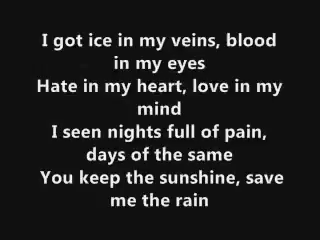 I got ice in my veins, blood
in my eyes
Hate in my heart, love in my
mind
I seen nights full of pain,
days of the same
You keep the sunshine, save
me the rain